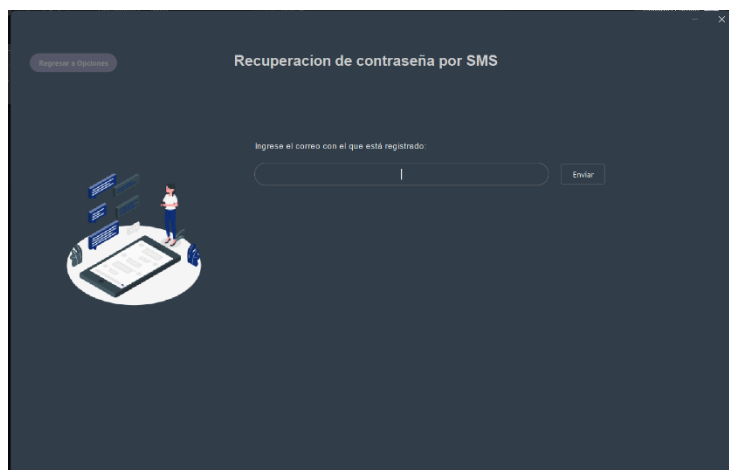 Regresar a Opciones
Recuperacion de contraseña por SMS
Ingrese el correo con el que está registrado:
Enviar